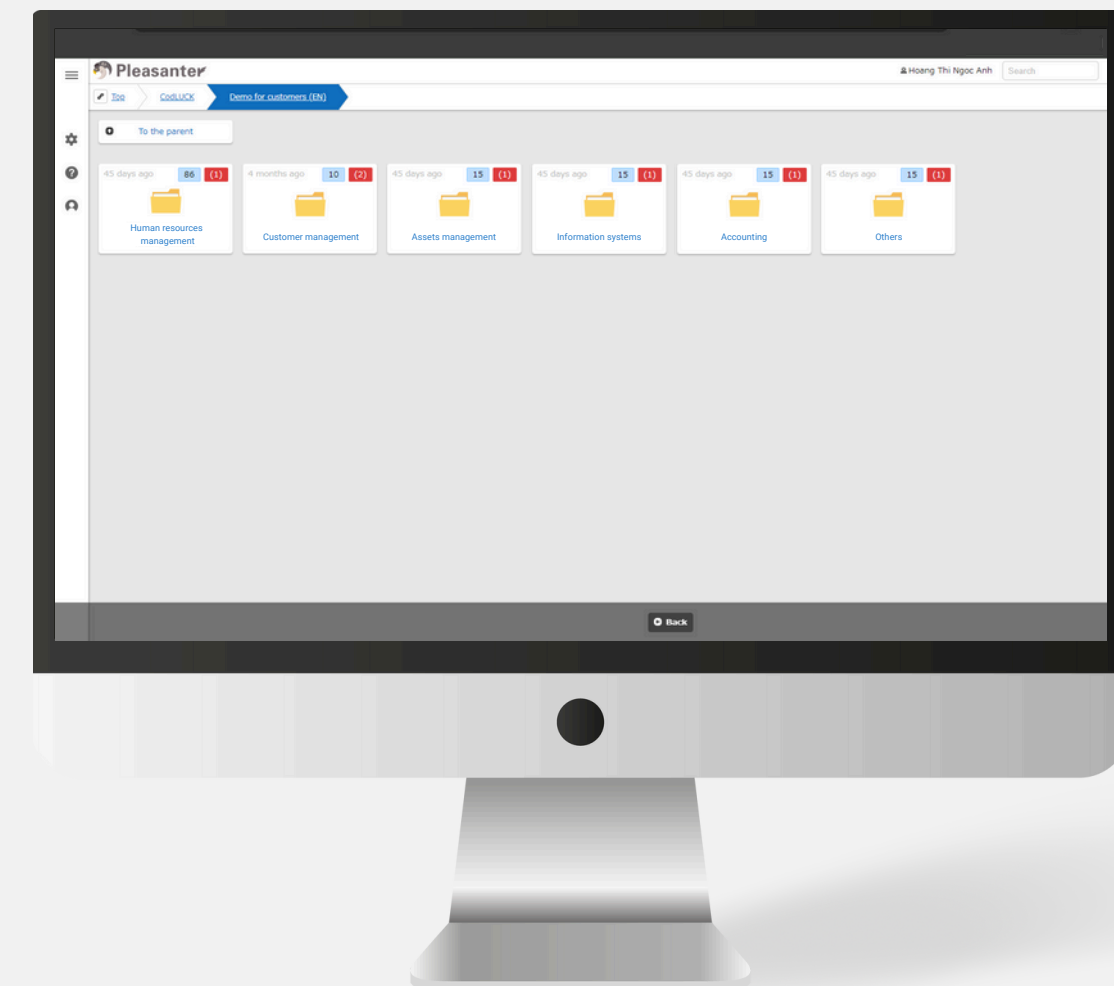 Pleasanter
Hoang Thi Ngoc Anh Search
Top CodLUCK Demo for customers (EN)
To the parent
45 days ago 86 (1)
Human resources
management
4 months ago 10 (2)
Customer management
45 days ago 15 (1)
Assets management
45 days ago 15 (1)
Information systems
45 days ago 15 (1)
Accounting
45 days ago 15 (1)
Others
Back